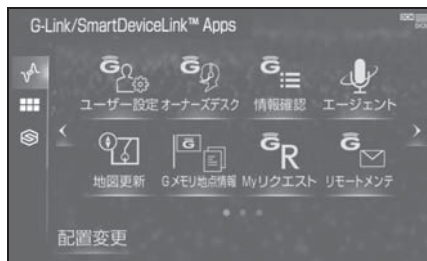 G-Link/SmartDeviceLink™ Apps
ユーザー設定 オーナーズデスク 情報確認 エージェント
地図更新 Gメモリ地点情報 Myリクエスト リモートメンテ
配置変更